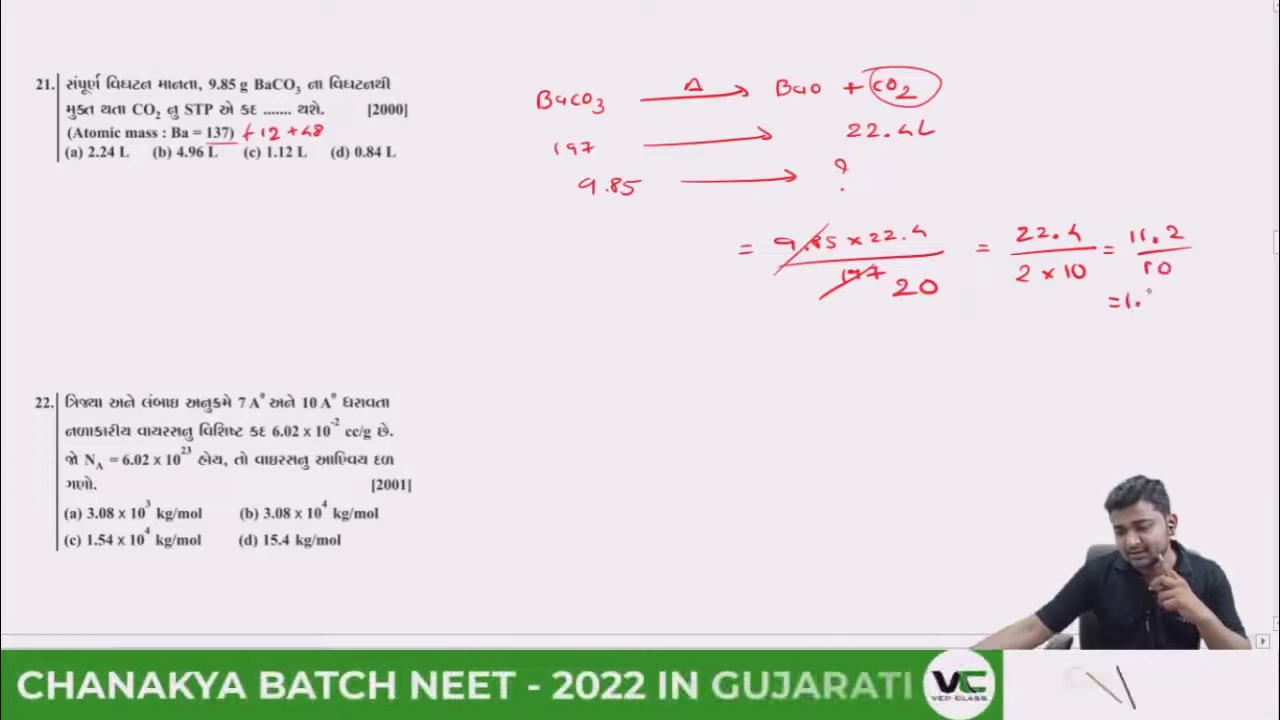 21. સંપૂર્ણ વિઘટન માનતા, 9.85 g BaCO₃ ના વિઘટનથી
મુક્ત થતા CO₂ નુ STP એ કદ ....... થશે. [2000]
(Atomic mass : Ba = 137) + 12 + 48
(a) 2.24 L (b) 4.96 L (c) 1.12 L (d) 0.84 L
BaCO₃ —Δ→ BaO + CO₂
197 → 22.4L
9.85 → ?
= 9.85 × 22.4 / 197 20 = 22.4 / 2 × 10 = 11.2 / 10
= 1.
22. ત્રિજ્યા અને લંબાઇ અનુક્રમે 7 A° અને 10 A° ધરાવતા
નળાકારીય વાયરસનુ વિશિષ્ટ કદ 6.02 x 10⁻² cc/g છે.
જો N_A = 6.02 x 10²³ હોય, તો વાઇરસનુ આણ્વિય દળ
ગણો. [2001]
(a) 3.08 x 10³ kg/mol (b) 3.08 x 10⁴ kg/mol
(c) 1.54 x 10⁴ kg/mol (d) 15.4 kg/mol
CHANAKYA BATCH NEET - 2022 IN GUJARATI
VC
VED CLASS